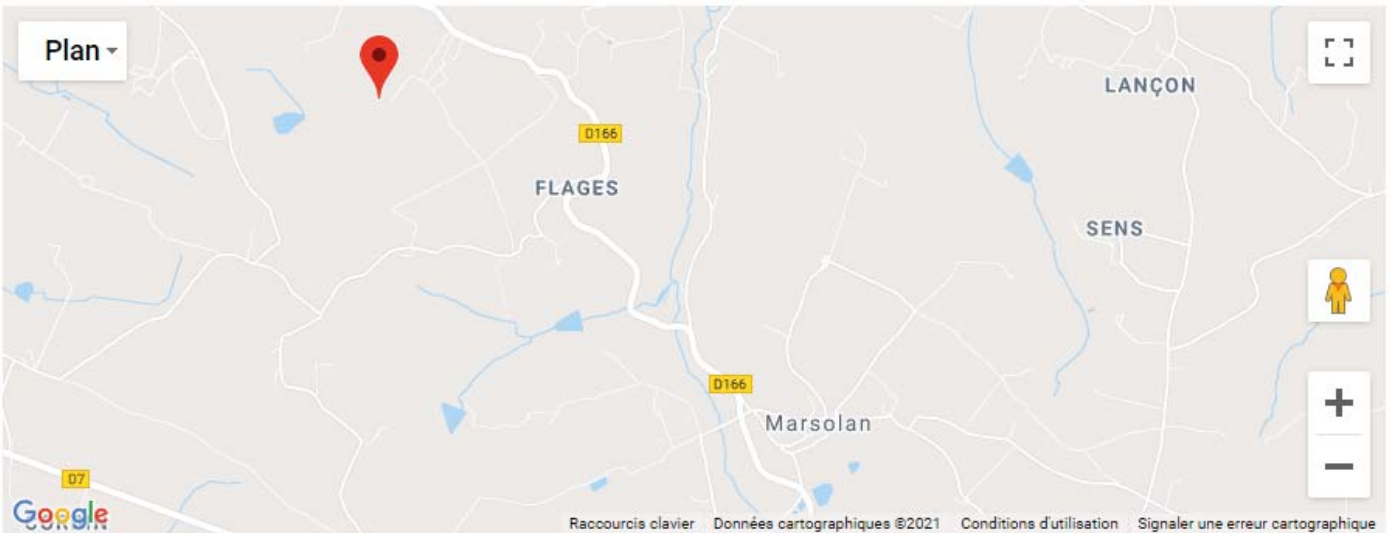 Plan
LANÇON
D166
FLAGES
SENS
D166
Marsolan
D7
Google
Raccourcis clavier Données cartographiques ©2021 Conditions d'utilisation Signaler une erreur cartographique